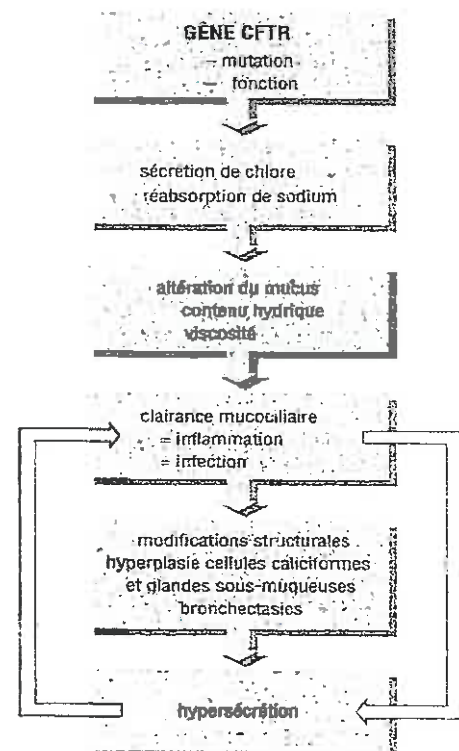 GÊNE CFTR
– mutation
– fonction
sécrétion de chlore
réabsorption de sodium
altération du mucus
contenu hydrique
viscosité
clairance mucociliaire
= inflammation
= infection
modifications structurales
hyperplasie cellules caliciformes
et glandes sous-muqueuses
bronchectasies
hypersécrétion